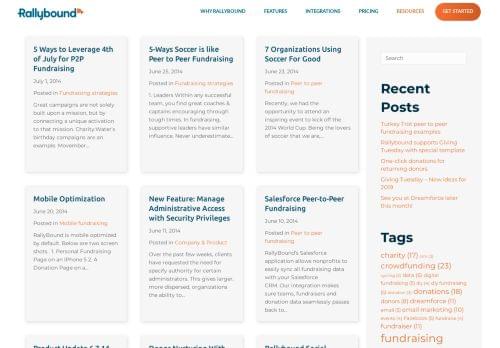 Rallybound
WHY RALLYBOUND
FEATURES
INTEGRATIONS
PRICING
RESOURCES
GET STARTED
5 Ways to Leverage 4th
of July for P2P
Fundraising
July 1, 2014
Posted in Fundraising strategies
Great campaigns are not solely
built upon a mission, but by
connecting a unique activation
to that mission. Charity:Water's
birthday campaigns are an
example. Movember...
5-Ways Soccer is like
Peer to Peer Fundraising
June 25, 2014
Posted in Fundraising strategies
1. Leaders Within any successful
team, you find great coaches &
captains encouraging through
tough times. In fundraising,
supportive leaders have similar
influence. Never underestimate...
7 Organizations Using
Soccer For Good
June 23, 2014
Posted in Peer to peer
fundraising
Recently, we had the
opportunity to attend an
inspiring event to kick off the
2014 World Cup. Being the lovers
of soccer that we are,...
Mobile Optimization
June 20, 2014
Posted in Mobile fundraising
RallyBound is mobile optimized
by default. Below are two screen
shots. 1. Personal Fundraising
Page on an iPhone 5 2. A
Donation Page on a...
New Feature: Manage
Administrative Access
with Security Privileges
June 11, 2014
Posted in Company & Product
Over the past few weeks, clients
have requested the need for
specify authority for certain
administrators. This gives larger,
more dispersed, organizations
the ability to...
Salesforce Peer-to-Peer
Fundraising
June 10, 2014
Posted in Peer to peer
fundraising
RallyBound's Salesforce
application allows nonprofits to
easily sync all fundraising data
with your Salesforce
CRM. Our integration makes
sure teams, fundraisers and
donation data seamlessly passes
back to...
Search
Recent
Posts
Turkey Trot peer to peer
fundraising examples
Rallybound supports Giving
Tuesday with special template
One-click donations for
returning donors
Giving Tuesday – New ideas for
2019
See you at Dreamforce later
this month!
Tags
charity (17)
crowdfunding (23)
data (5) digital
fundraising (5) diy (4) diy fundraising
(5) donations (18)
donors (8) dreamforce (11)
email (5) email marketing (10)
events (4) Facebook (5) fundraise (4)
fundraiser (11)
fundraising